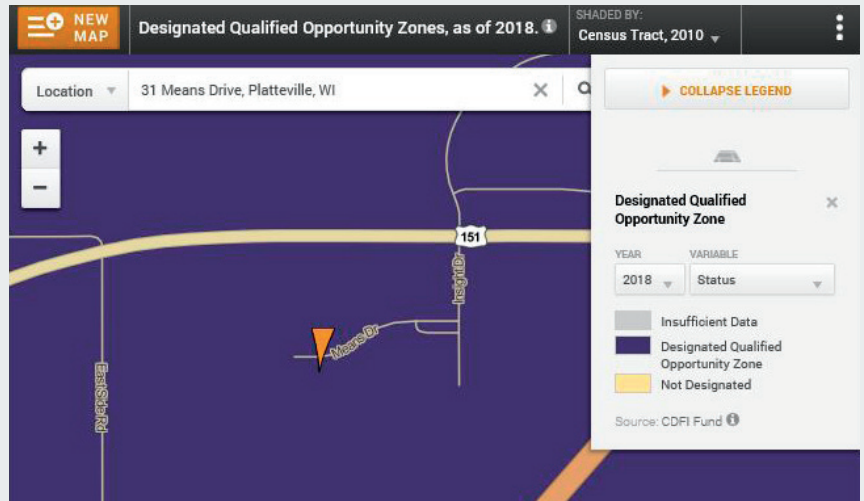 NEW
MAP
Designated Qualified Opportunity Zones, as of 2018.
SHADED BY:
Census Tract, 2010
Location
31 Means Drive, Platteville, WI
COLLAPSE LEGEND
+
−
Designated Qualified
Opportunity Zone
YEAR
VARIABLE
2018
Status
Insufficient Data
Designated Qualified
Opportunity Zone
Not Designated
Source: CDFI Fund
151
Insight Dr
Means Dr
East Side Rd